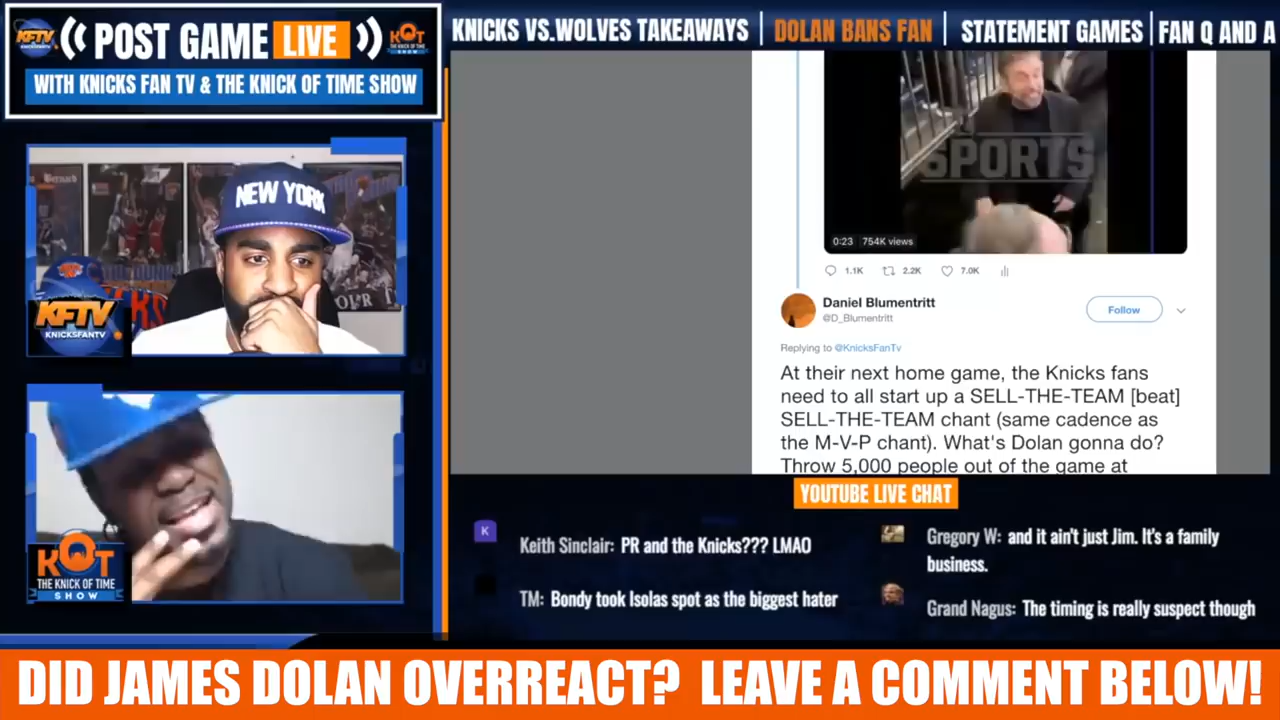 KFTV
KNICKSFANTV
POST GAME LIVE
KOT
THE KNICK OF TIME
SHOW
WITH KNICKS FAN TV & THE KNICK OF TIME SHOW
KNICKS VS.WOLVES TAKEAWAYS | DOLAN BANS FAN | STATEMENT GAMES | FAN Q AND A
Bernard
NEW YORK
KFTV
KNICKSFANTV
KOT
THE KNICK OF TIME
SHOW
SPORTS
0:23 754K views
1.1K 2.2K 7.0K
Daniel Blumentritt
@D_Blumentritt
Follow
Replying to @KnicksFanTv
At their next home game, the Knicks fans
need to all start up a SELL-THE-TEAM [beat]
SELL-THE-TEAM chant (same cadence as
the M-V-P chant). What's Dolan gonna do?
Throw 5,000 people out of the game at
YOUTUBE LIVE CHAT
K
Keith Sinclair: PR and the Knicks??? LMAO
TM: Bondy took Isolas spot as the biggest hater
Gregory W: and it ain't just Jim. It's a family
business.
Grand Nagus: The timing is really suspect though
DID JAMES DOLAN OVERREACT? LEAVE A COMMENT BELOW!